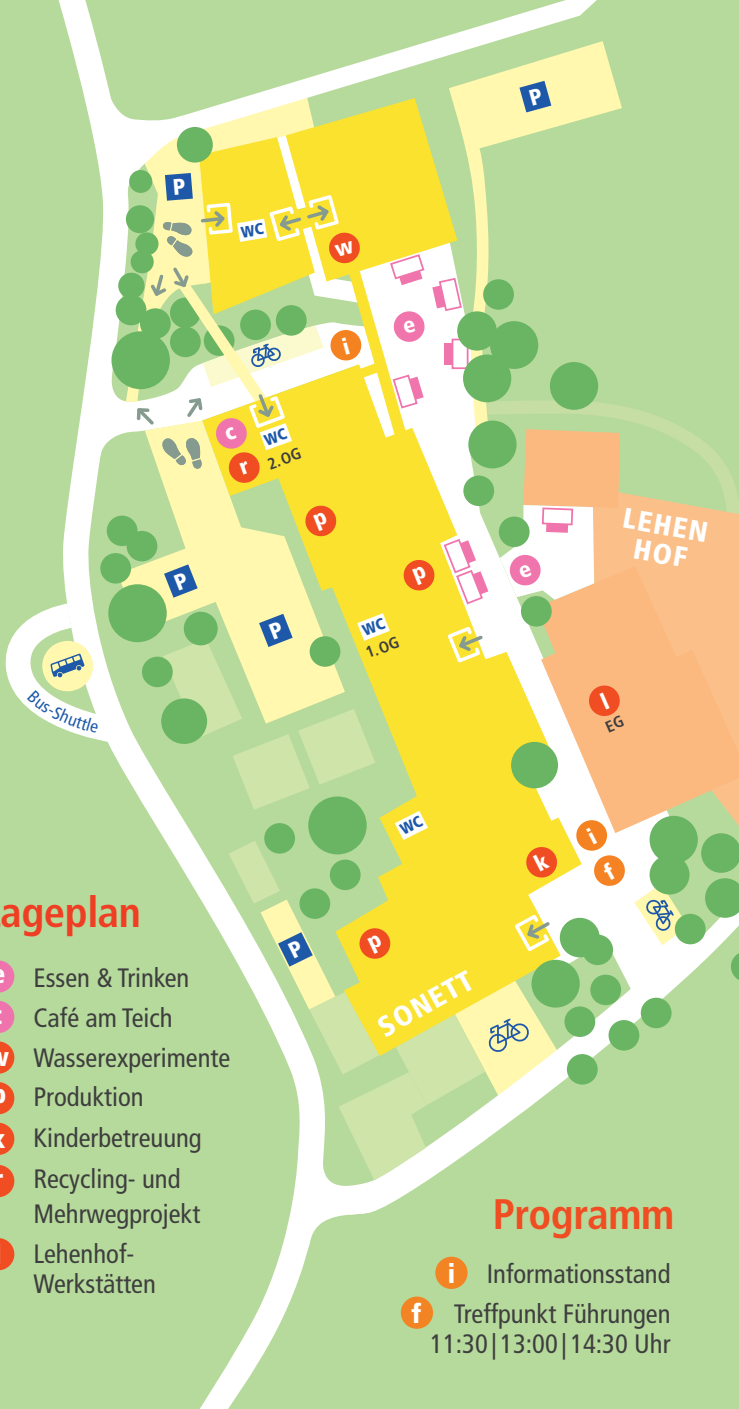 P
P
WC
w
e
i
c
WC
r
2.OG
p
LEHEN
HOF
p
e
P
P
WC
1.OG
Bus-Shuttle
l
EG
WC
i
k
f
p
P
SONETT
ageplan
e Essen & Trinken
c Café am Teich
w Wasserexperimente
p Produktion
k Kinderbetreuung
r Recycling- und
Mehrwegprojekt
Lehenhof-
Werkstätten
Programm
i Informationsstand
f Treffpunkt Führungen
11:30|13:00|14:30 Uhr